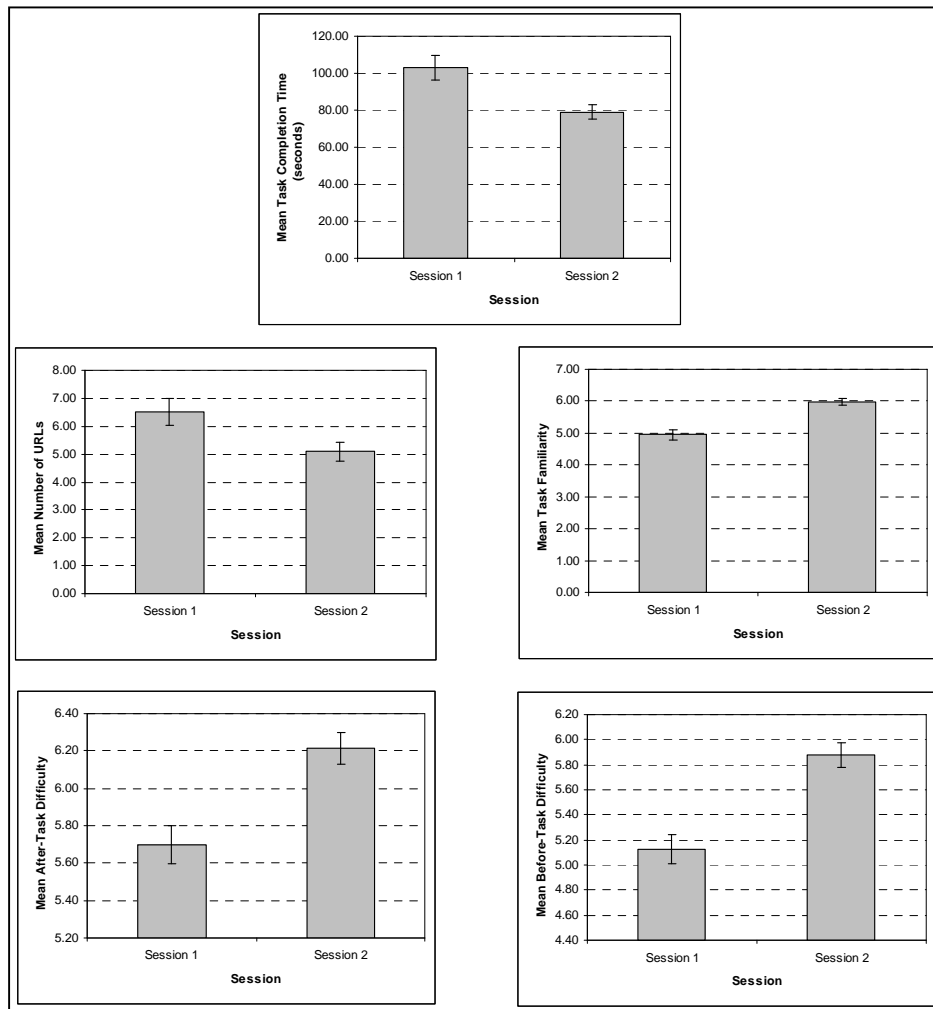 Mean Task Completion Time
(seconds)
120.00
100.00
80.00
60.00
40.00
20.00
0.00
Session 1 Session 2
Session
Mean Number of URLs
8.00
7.00
6.00
5.00
4.00
3.00
2.00
1.00
0.00
Session 1 Session 2
Session
Mean Task Familiarity
7.00
6.00
5.00
4.00
3.00
2.00
1.00
0.00
Session 1 Session 2
Session
Mean After-Task Difficulty
6.40
6.20
6.00
5.80
5.60
5.40
5.20
Session 1 Session 2
Session
Mean Before-Task Difficulty
6.20
6.00
5.80
5.60
5.40
5.20
5.00
4.80
4.60
4.40
Session 1 Session 2
Session